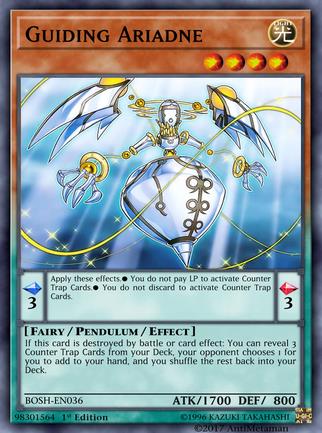 GUIDING ARIADNE
LIGHT
光
Apply these effects.● You do not pay LP to activate
Counter Trap Cards.● You do not discard to activate Counter Trap
Cards.
3
3
[ FAIRY / PENDULUM / EFFECT ]
If this card is destroyed by battle or card effect: You can reveal
3 Counter Trap Cards from your Deck, your opponent chooses 1 for
you to add to your hand, and you shuffle the rest back into your
Deck.
BOSH-EN036
ATK/1700 DEF/ 800
98301564
1st Edition
©1996 KAZUKI TAKAHASHI
©2017 AntiMetaman